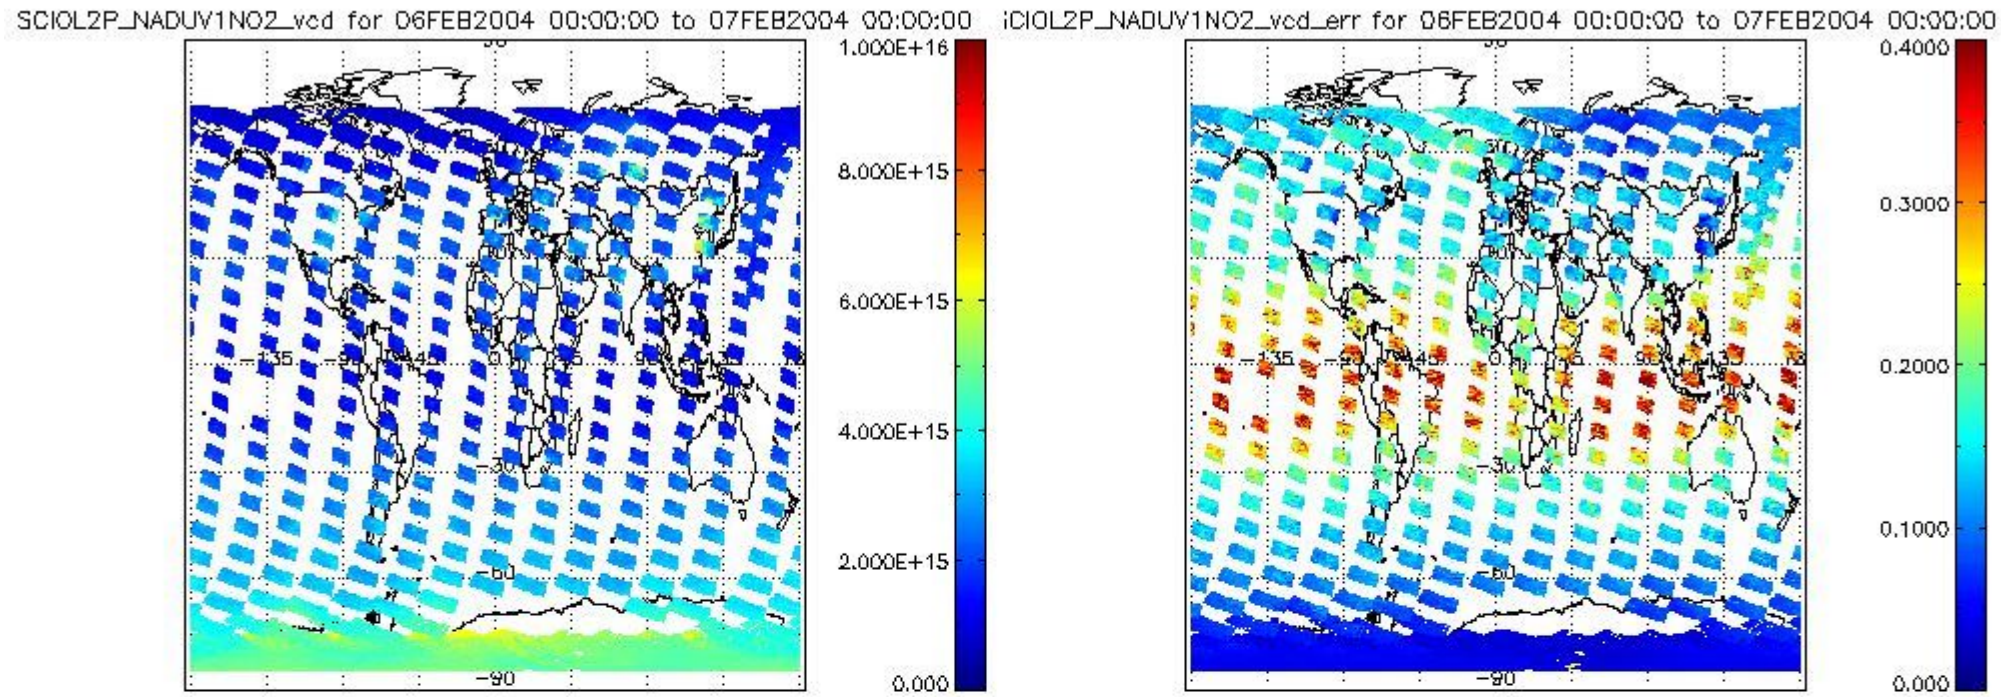 SCIOL2P_NADUV1NO2_vcd for 06FEB2004 00:00:00 to 07FEB2004 00:00:00
1.000E+16
8.000E+15
6.000E+15
4.000E+15
2.000E+15
0.000
-135
0
-30
-60
-90
iCIOL2P_NADUV1NO2_vcd_err for 06FEB2004 00:00:00 to 07FEB2004 00:00:00
0.4000
0.3000
0.2000
0.1000
0.000
-135
0
-30
-60
-90